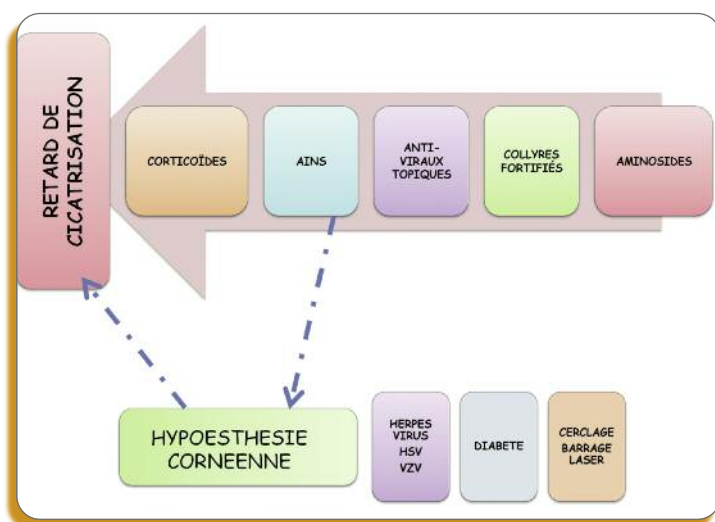 RETARD DE
CICATRISATION
CORTICOÏDES
AINS
ANTI-
VIRAUX
TOPIQUES
COLLYRES
FORTIFIÉS
AMINOSIDES
HYPOESTHESIE
CORNEENNE
HERPES
VIRUS
HSV
VZV
DIABETE
CERCLAGE
BARRAGE
LASER